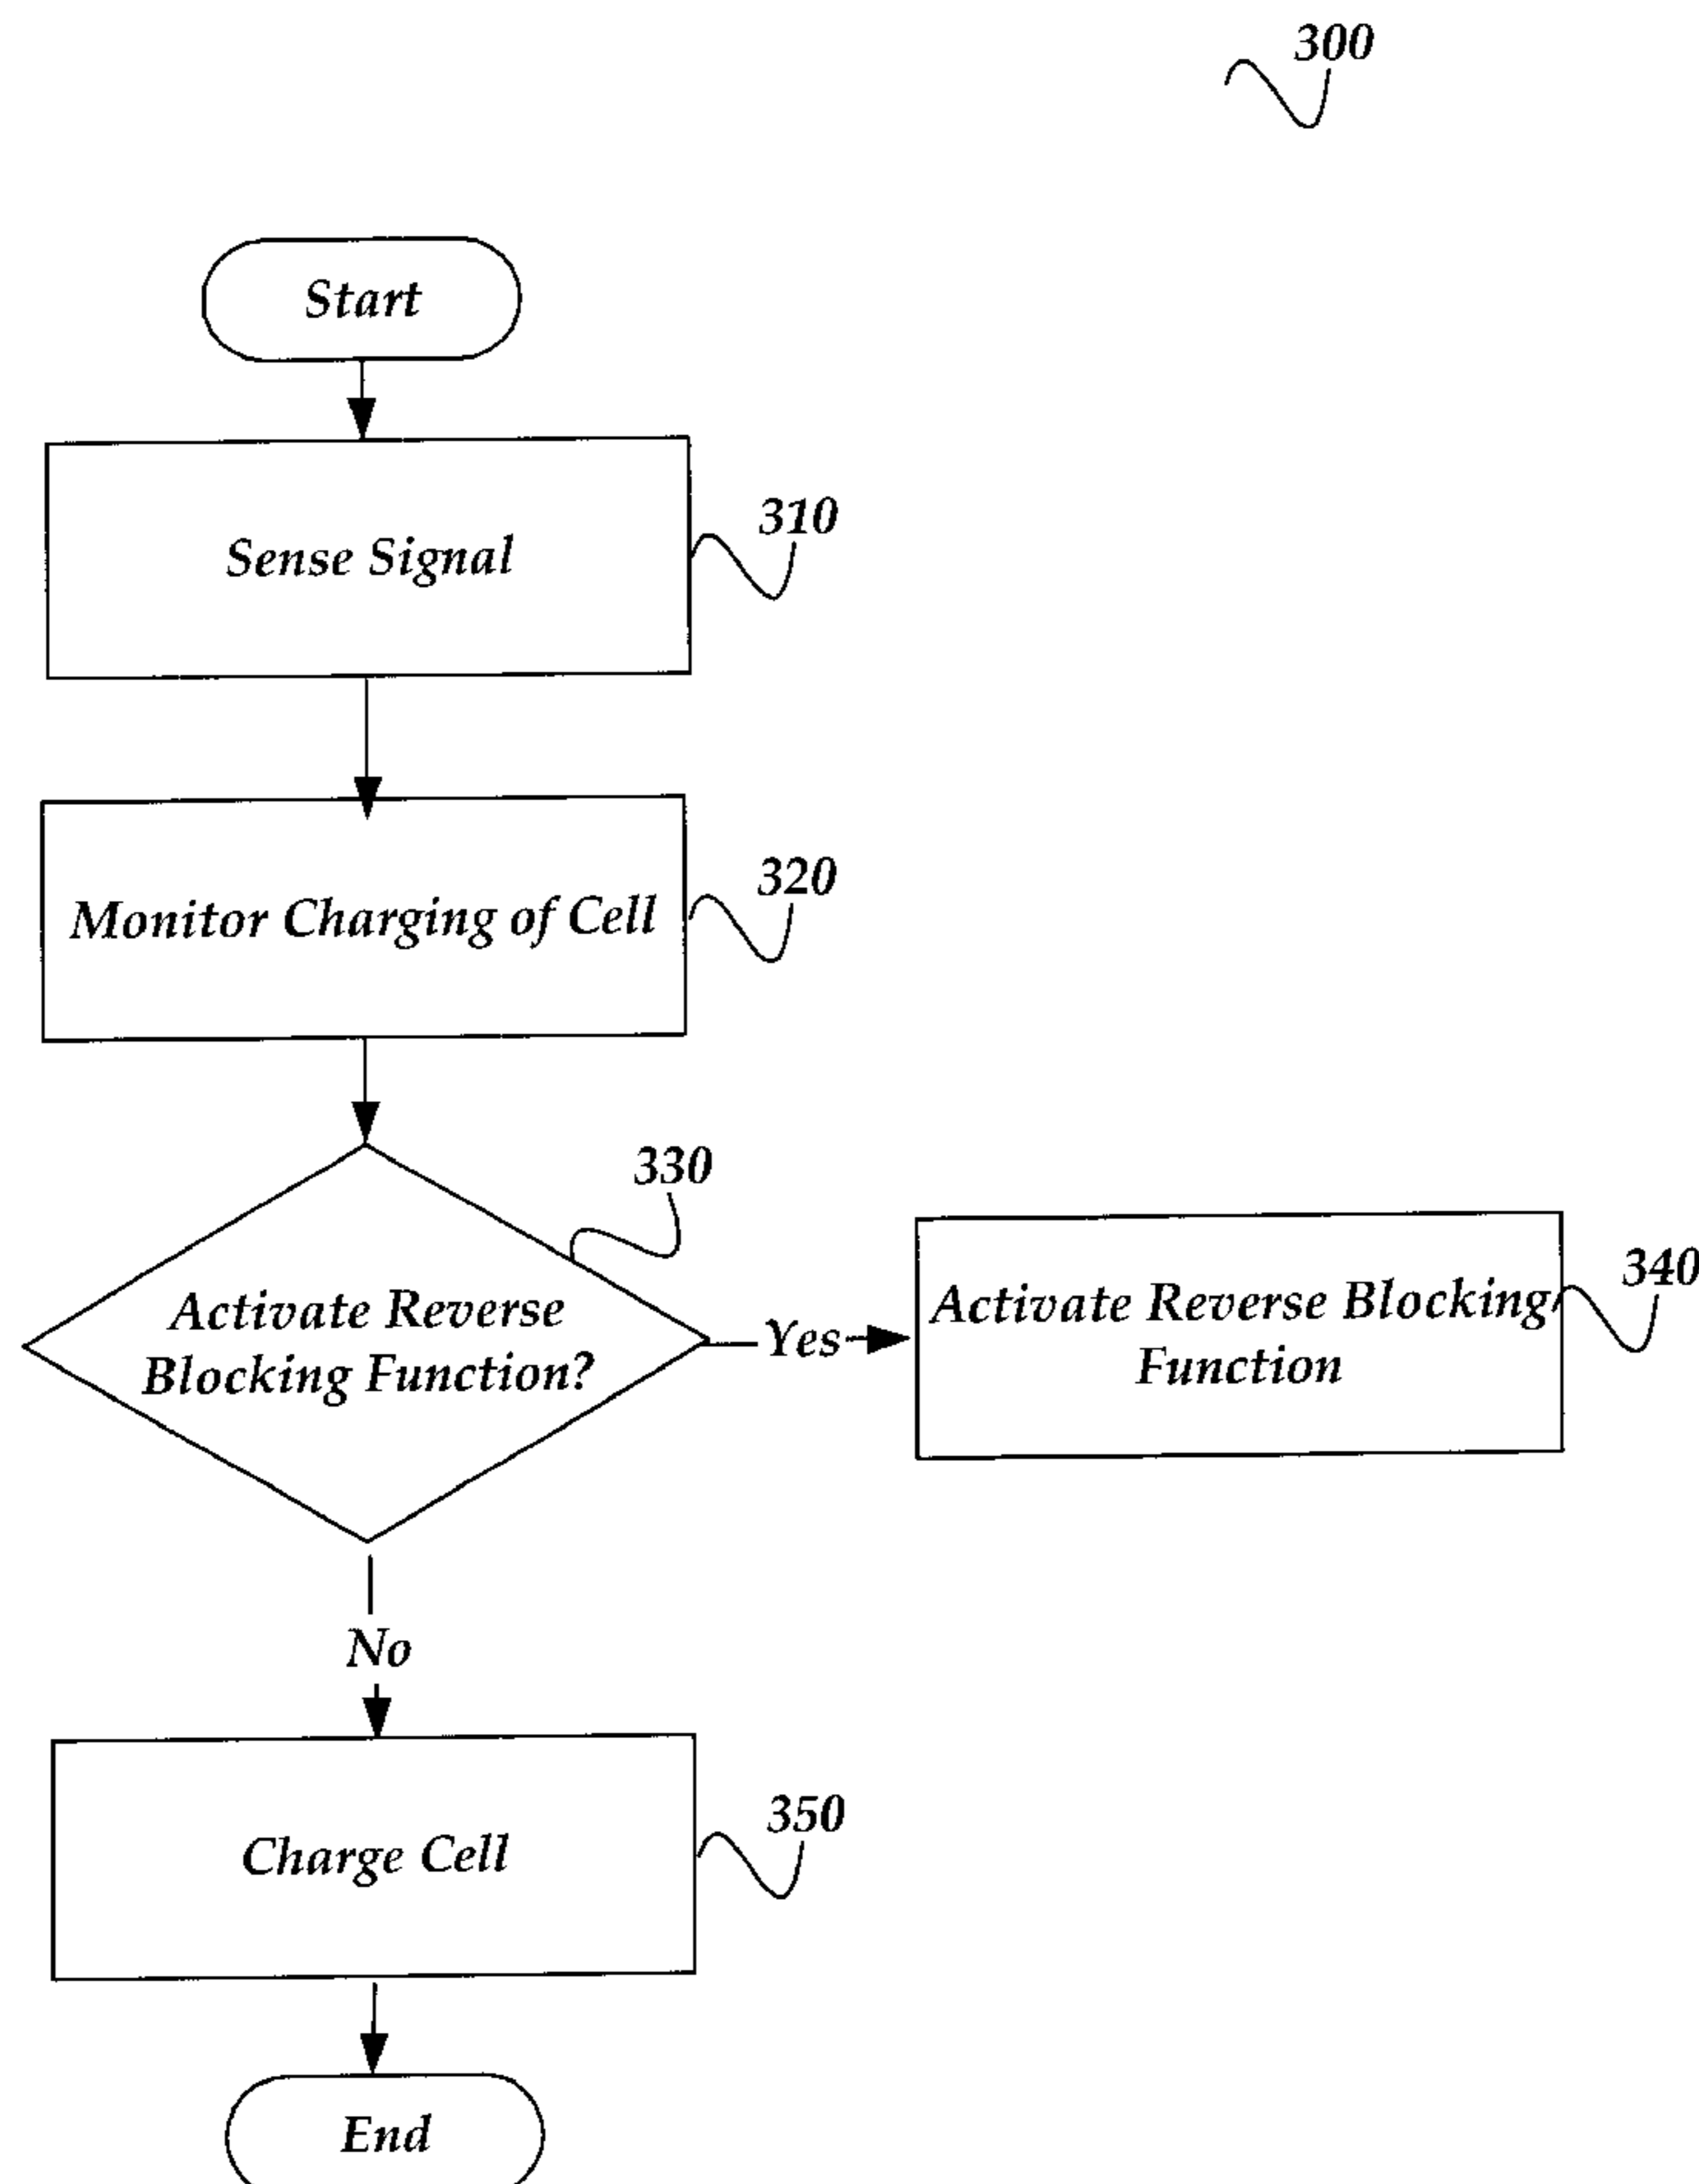 300
Start
Sense Signal
310
Monitor Charging of Cell
320
330
Activate Reverse
Blocking Function?
Yes
Activate Reverse Blocking
Function
340
No
Charge Cell
350
End